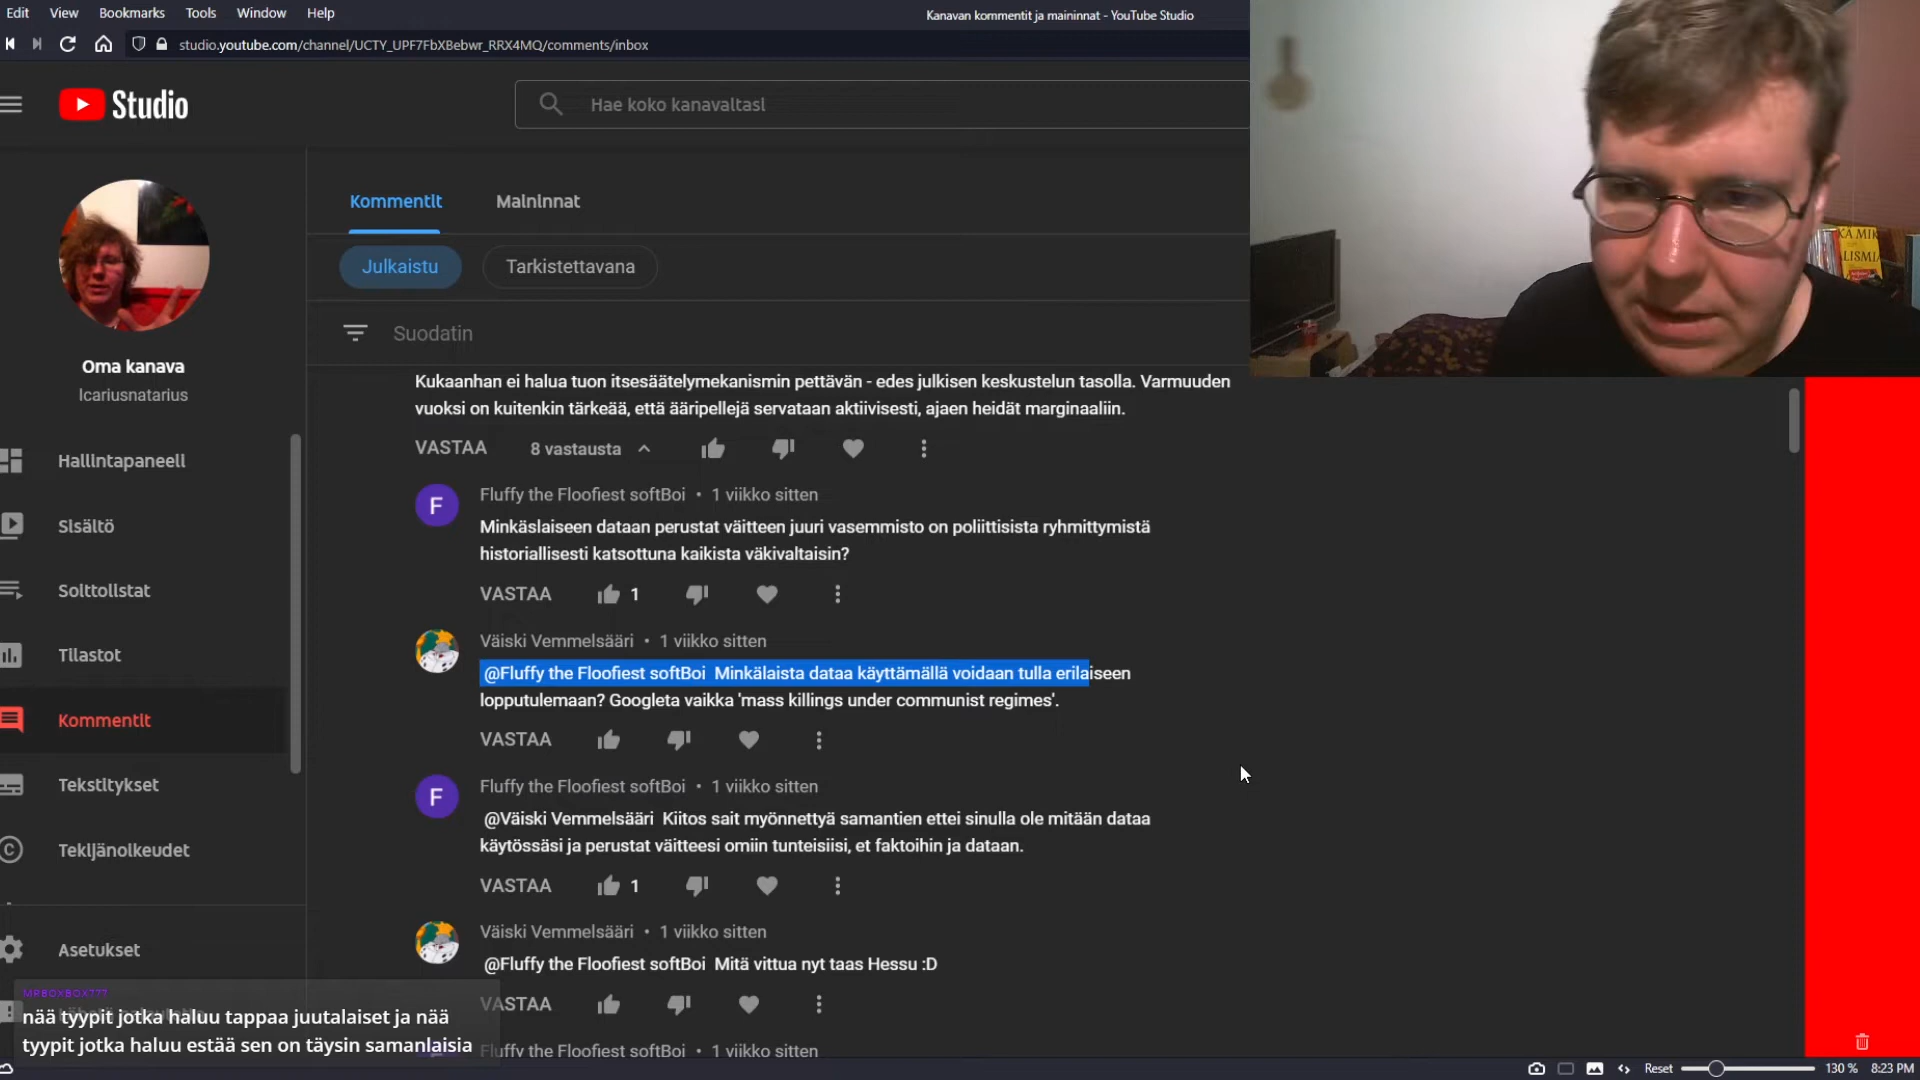 Edit View Bookmarks Tools Window Help
Kanavan kommentit ja maininnat - YouTube Studio
studio.youtube.com/channel/UCTY_UPF7FbXBebwr_RRX4MQ/comments/inbox
Studio
Hae koko kanavaltasi
Oma kanava
Icariusnatarius
Hallintapaneeli
Sisältö
Soittolistat
Tilastot
Kommentit
Tekstitykset
Tekijänoikeudet
Asetukset
Kommentit Maininnat
Julkaistu Tarkistettavana
Suodatin
Kukaanhan ei halua tuon itsesäätelymekanismin pettävän - edes julkisen keskustelun tasolla. Varmuuden
vuoksi on kuitenkin tärkeää, että ääripellejä servataan aktiivisesti, ajaen heidät marginaaliin.
VASTAA 8 vastausta
F
Fluffy the Floofiest softBoi • 1 viikko sitten
Minkäslaiseen dataan perustat väitteen juuri vasemmisto on poliittisista ryhmittymistä
historiallisesti katsottuna kaikista väkivaltaisin?
VASTAA 1
Väiski Vemmelsääri • 1 viikko sitten
@Fluffy the Floofiest softBoi Minkälaista dataa käyttämällä voidaan tulla erilaiseen
lopputulemaan? Googleta vaikka 'mass killings under communist regimes'.
VASTAA
F
Fluffy the Floofiest softBoi • 1 viikko sitten
@Väiski Vemmelsääri Kiitos sait myönnettyä samantien ettei sinulla ole mitään dataa
käytössäsi ja perustat väitteesi omiin tunteisiisi, et faktoihin ja dataan.
VASTAA 1
Väiski Vemmelsääri • 1 viikko sitten
@Fluffy the Floofiest softBoi Mitä vittua nyt taas Hessu :D
VASTAA
Fluffy the Floofiest softBoi • 1 viikko sitten
MRBOXBOX777
nää tyypit jotka haluu tappaa juutalaiset ja nää
tyypit jotka haluu estää sen on täysin samanlaisia
Reset 130 % 8:23 PM